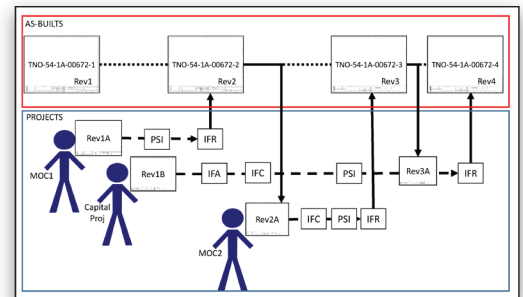 AS-BUILTS
TNO-54-1A-00672-1
Rev1
TNO-54-1A-00672-2
Rev2
TNO-54-1A-00672-3
Rev3
TNO-54-1A-00672-4
Rev4
PROJECTS
Rev1A
PSI
IFR
MOC1
Rev1B
IFA
IFC
PSI
Rev3A
IFR
Capital
Proj
Rev2A
IFC
PSI
IFR
MOC2